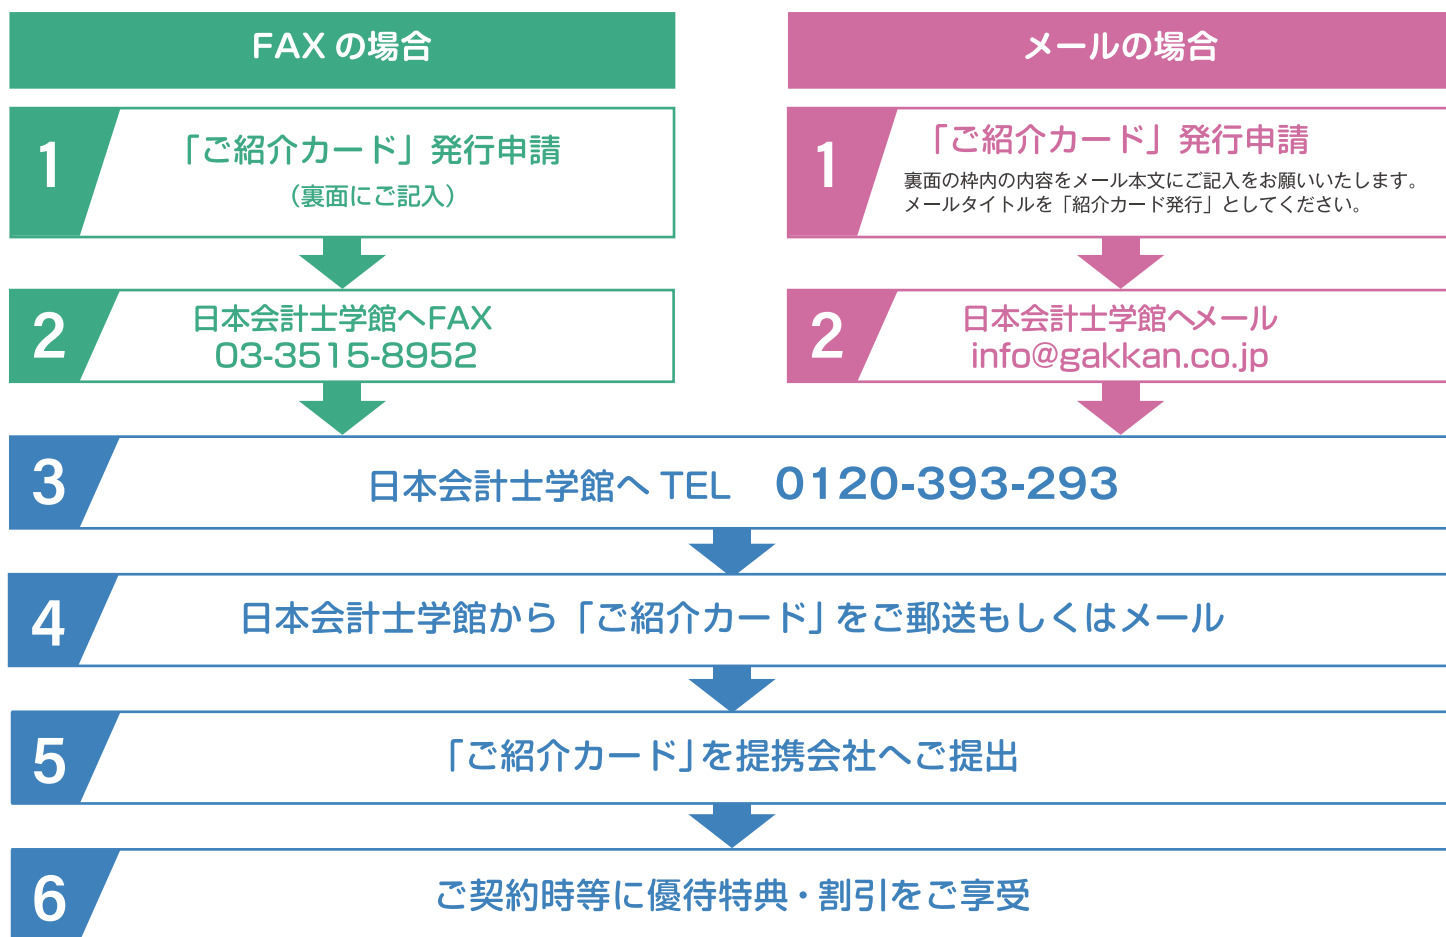 FAX の場合
1
「ご紹介カード」発行申請
（裏面にご記入）
2
日本会計士学館へFAX
03-3515-8952
メールの場合
1
「ご紹介カード」発行申請
裏面の枠内の内容をメール本文にご記入をお願いいたします。
メールタイトルを「紹介カード発行」としてください。
2
日本会計士学館へメール
info@gakkan.co.jp
3
日本会計士学館へ TEL　0120-393-293
4
日本会計士学館から「ご紹介カード」をご郵送もしくはメール
5
「ご紹介カード」を提携会社へご提出
6
ご契約時等に優待特典・割引をご享受